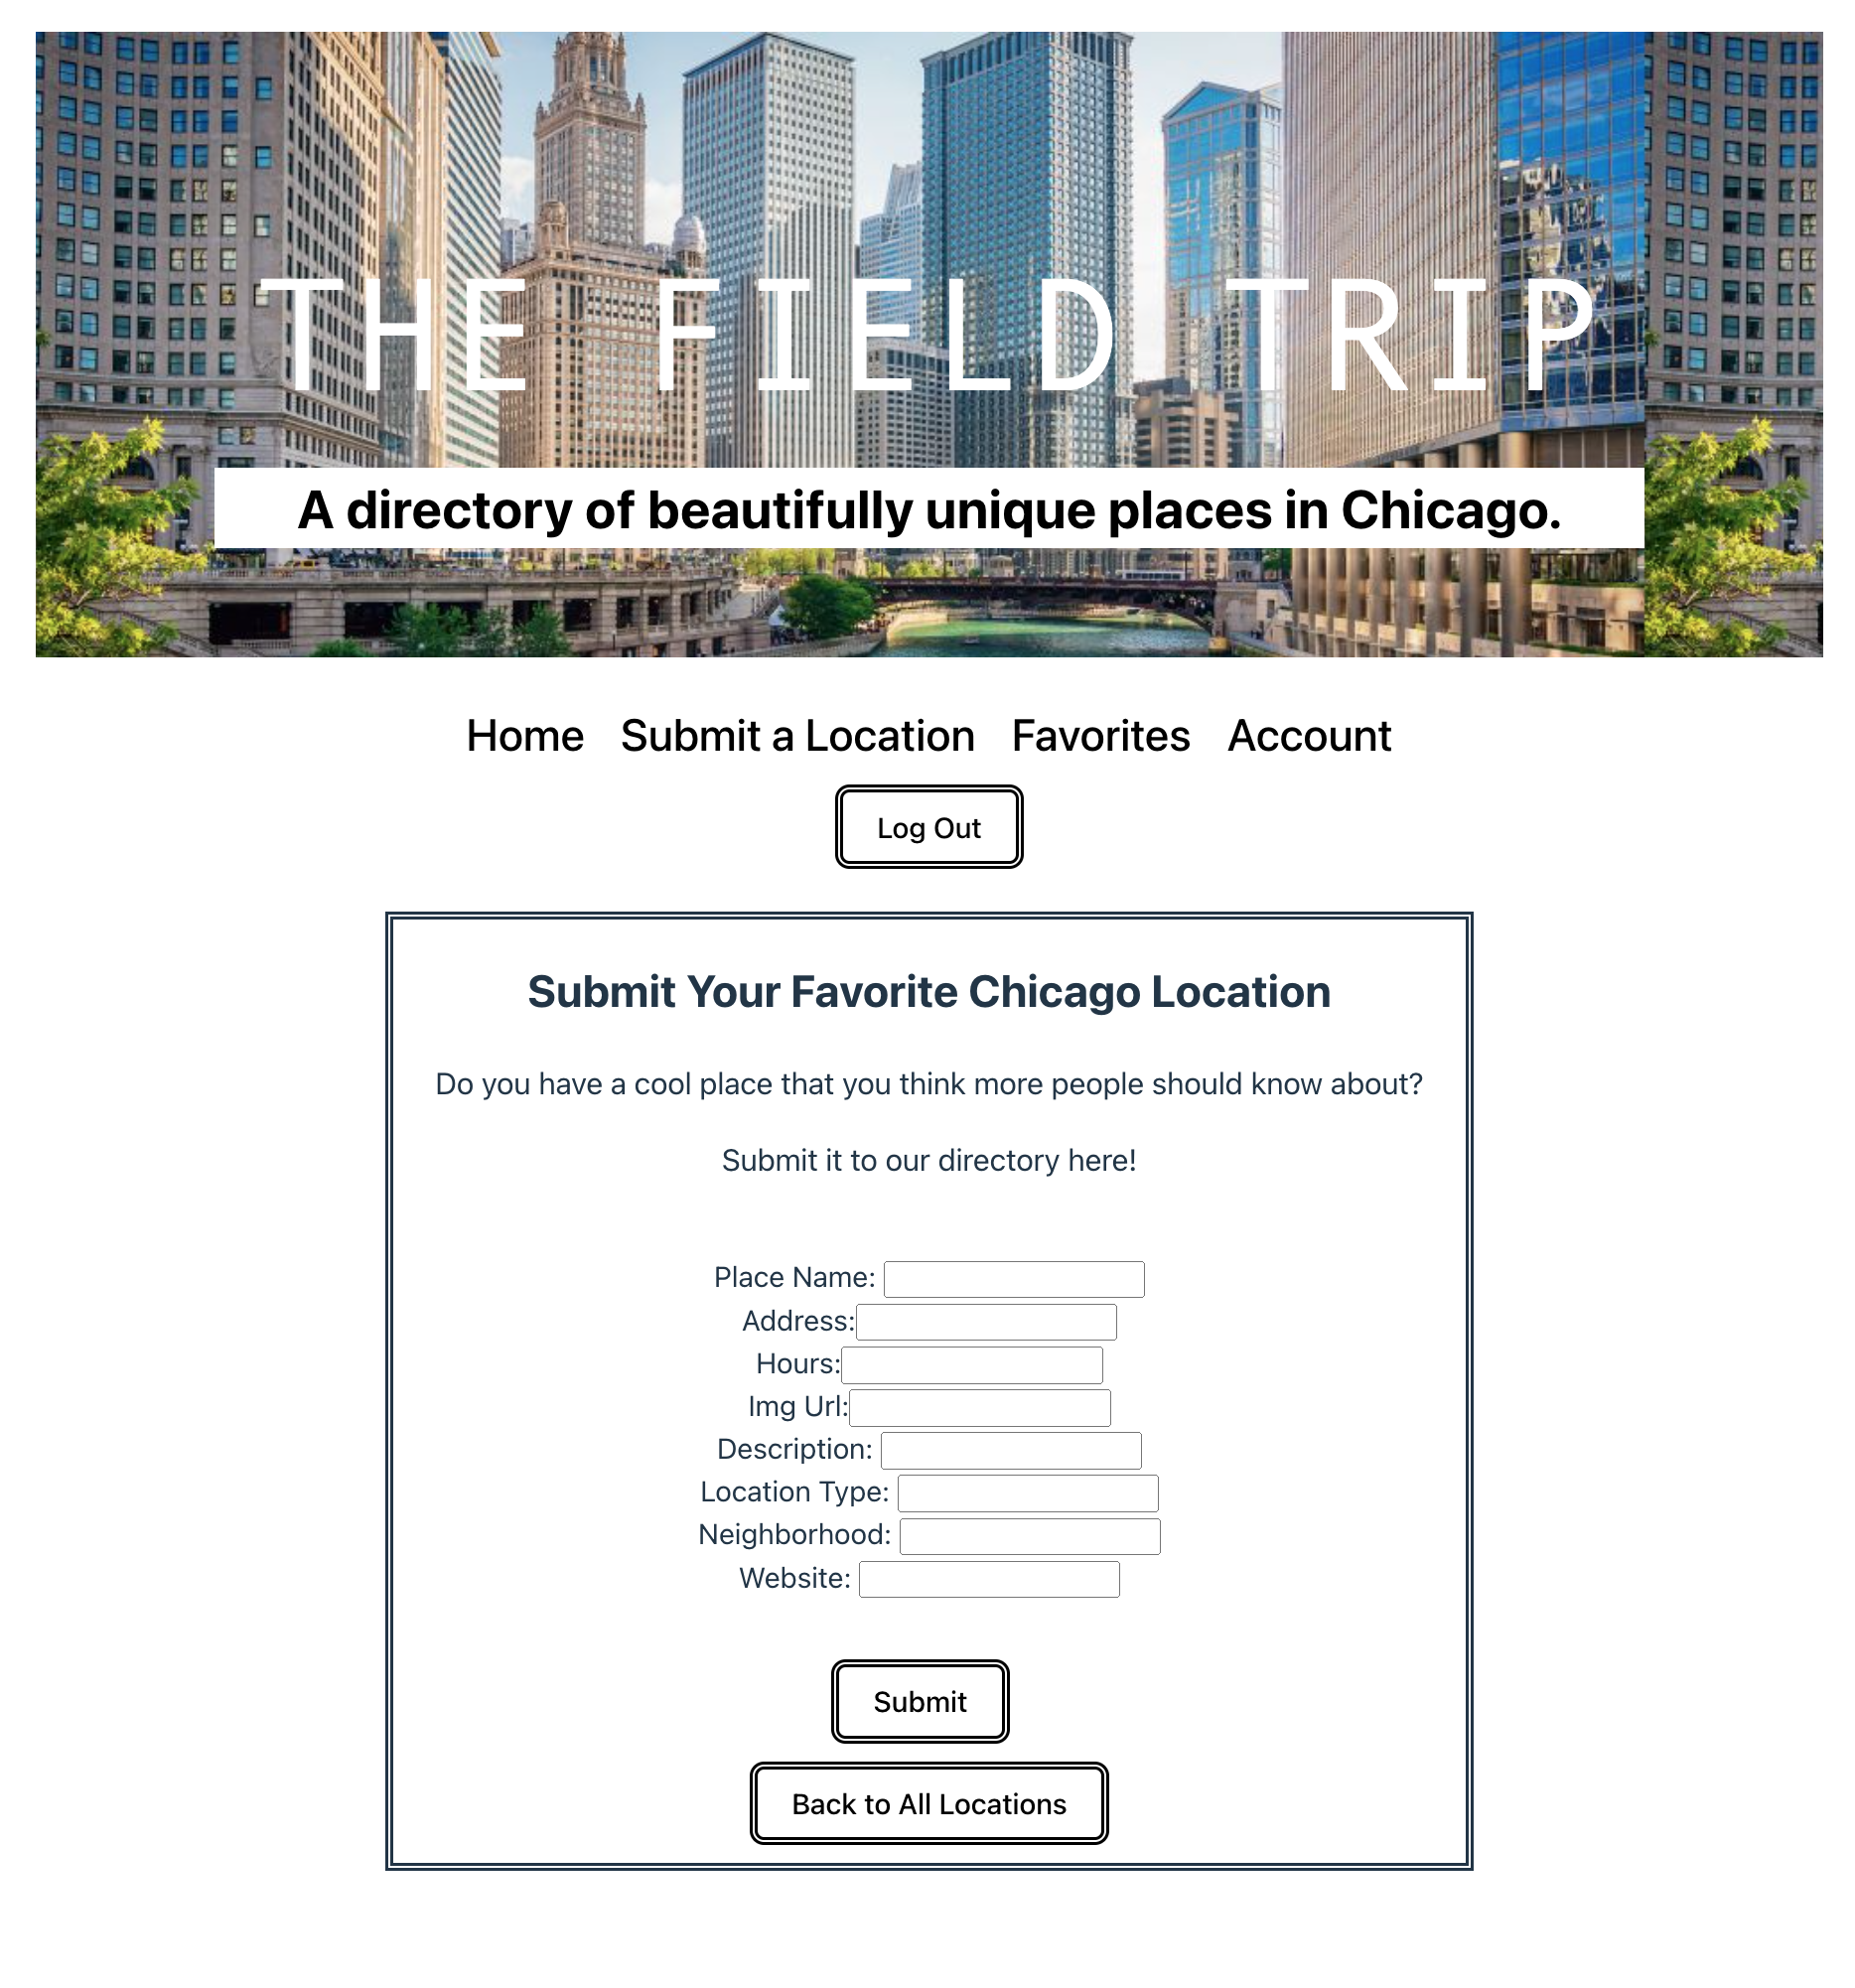 THE FIELD TRIP
A directory of beautifully unique places in Chicago.
Home Submit a Location Favorites Account
Log Out
Submit Your Favorite Chicago Location
Do you have a cool place that you think more people should know about?
Submit it to our directory here!
Place Name:
Address:
Hours:
Img Url:
Description:
Location Type:
Neighborhood:
Website:
Submit
Back to All Locations